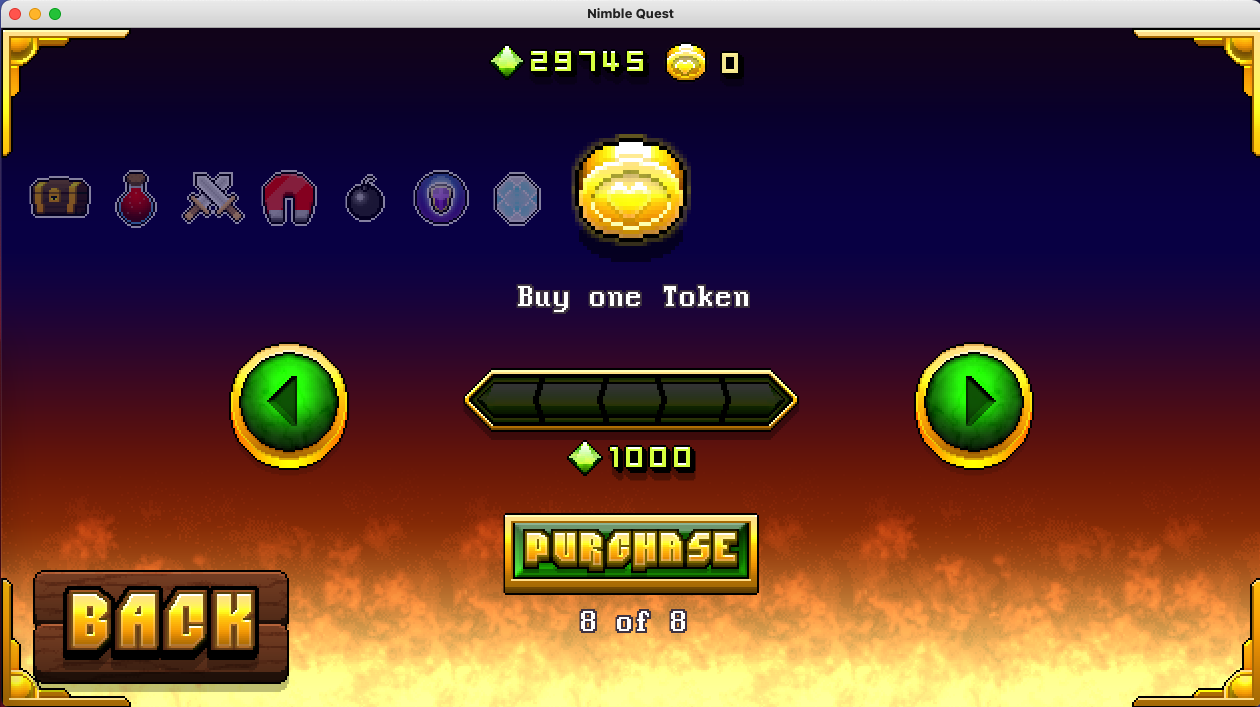 Nimble Quest
29745 0
Buy one Token
1000
PURCHASE
BACK
8 of 8